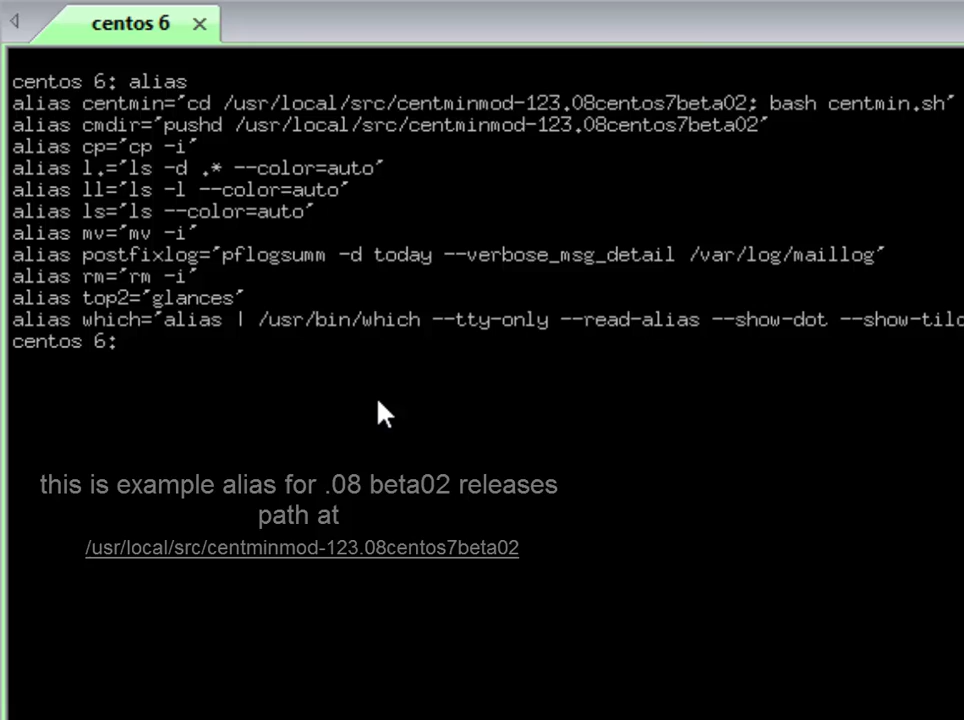 centos 6
centos 6: alias
alias centmin='cd /usr/local/src/centminmod-123.08centos7beta02; bash centmin.sh'
alias cmdir='pushd /usr/local/src/centminmod-123.08centos7beta02'
alias cp='cp -i'
alias l.='ls -d .* --color=auto'
alias ll='ls -l --color=auto'
alias ls='ls --color=auto'
alias mv='mv -i'
alias postfixlog='pflogsumm -d today --verbose_msg_detail /var/log/maillog'
alias rm='rm -i'
alias top2='glances'
alias which='alias | /usr/bin/which --tty-only --read-alias --show-dot --show-tild
centos 6:
this is example alias for .08 beta02 releases
path at
/usr/local/src/centminmod-123.08centos7beta02